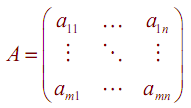 A = ( a11 … a1n
⋮ ⋱ ⋮
am1 ⋯ amn )